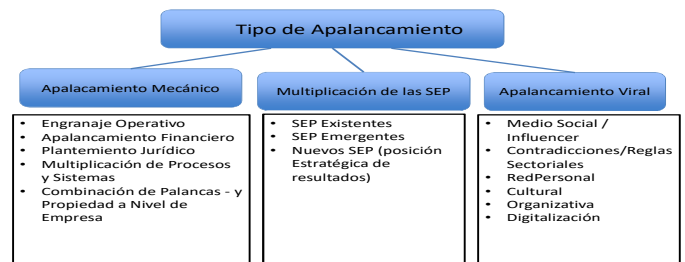 Tipo de Apalancamiento
Apalacamiento Mecánico
Multiplicación de las SEP
Apalancamiento Viral
• Engranaje Operativo
• Apalancamiento Financiero
• Plantemiento Jurídico
• Multiplicación de Procesos
y Sistemas
• Combinación de Palancas - y
Propiedad a Nivel de
Empresa
• SEP Existentes
• SEP Emergentes
• Nuevos SEP (posición
Estratégica de
resultados)
• Medio Social /
Influencer
• Contradicciones/Reglas
Sectoriales
• RedPersonal
• Cultural
• Organizativa
• Digitalización